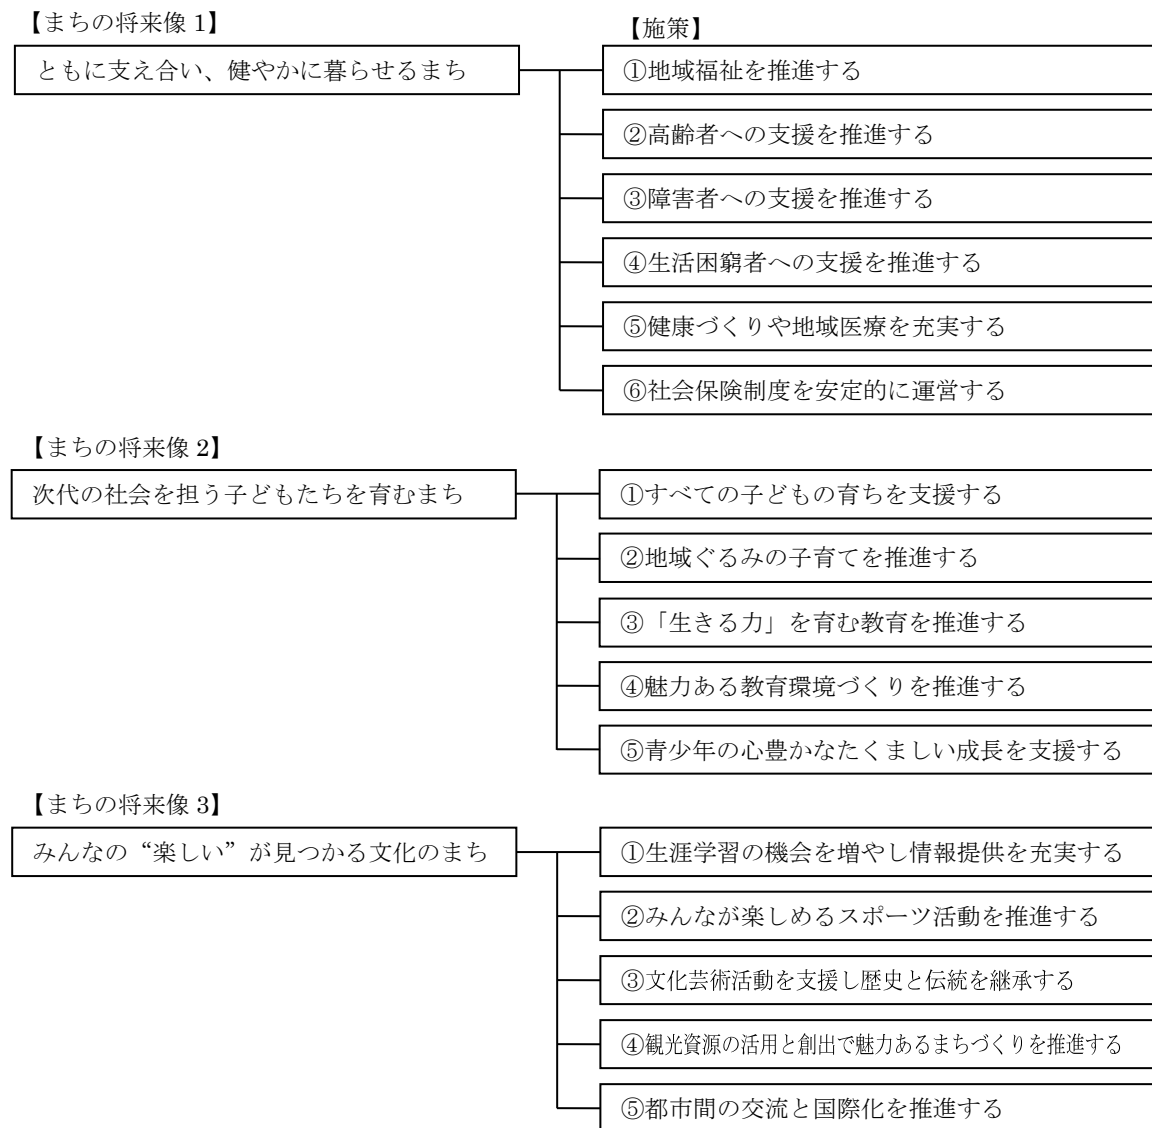 【まちの将来像 1】
【施策】
ともに支え合い、健やかに暮らせるまち
①地域福祉を推進する
②高齢者への支援を推進する
③障害者への支援を推進する
④生活困窮者への支援を推進する
⑤健康づくりや地域医療を充実する
⑥社会保険制度を安定的に運営する
【まちの将来像 2】
次代の社会を担う子どもたちを育むまち
①すべての子どもの育ちを支援する
②地域ぐるみの子育てを推進する
③「生きる力」を育む教育を推進する
④魅力ある教育環境づくりを推進する
⑤青少年の心豊かなたくましい成長を支援する
【まちの将来像 3】
みんなの“楽しい”が見つかる文化のまち
①生涯学習の機会を増やし情報提供を充実する
②みんなが楽しめるスポーツ活動を推進する
③文化芸術活動を支援し歴史と伝統を継承する
④観光資源の活用と創出で魅力あるまちづくりを推進する
⑤都市間の交流と国際化を推進する